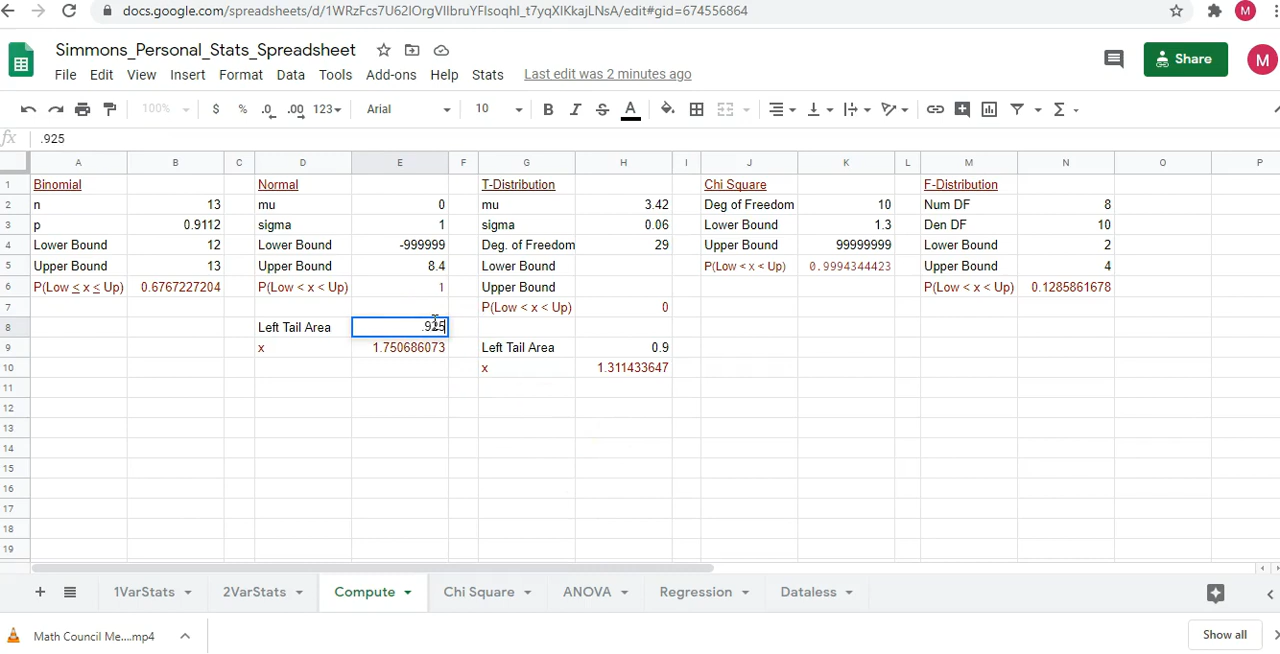 docs.google.com/spreadsheets/d/1WRzFcs7U62IOrgVIlbruYFIsoqhI_t7yqXIKkajLNsA/edit#gid=674556864
M
Simmons_Personal_Stats_Spreadsheet
File Edit View Insert Format Data Tools Add-ons Help Stats Last edit was 2 minutes ago
Share
M
100% $ % .0 .00 123 Arial 10 B I S A Σ
fx .925
A B C D E F G H I J K L M N O P
1 Binomial Normal T-Distribution Chi Square F-Distribution
2 n 13 mu 0 mu 3.42 Deg of Freedom 10 Num DF 8
3 p 0.9112 sigma 1 sigma 0.06 Lower Bound 1.3 Den DF 10
4 Lower Bound 12 Lower Bound -999999 Deg. of Freedom 29 Upper Bound 99999999 Lower Bound 2
5 Upper Bound 13 Upper Bound 8.4 Lower Bound P(Low < x < Up) 0.9994344423 Upper Bound 4
6 P(Low ≤ x ≤ Up) 0.6767227204 P(Low < x < Up) 1 Upper Bound P(Low < x < Up) 0.1285861678
7 P(Low < x < Up) 0
8 Left Tail Area .925
9 x 1.750686073 Left Tail Area 0.9
10 x 1.311433647
11
12
13
14
15
16
17
18
19
+ 1VarStats 2VarStats Compute Chi Square ANOVA Regression Dataless
Math Council Me....mp4 Show all